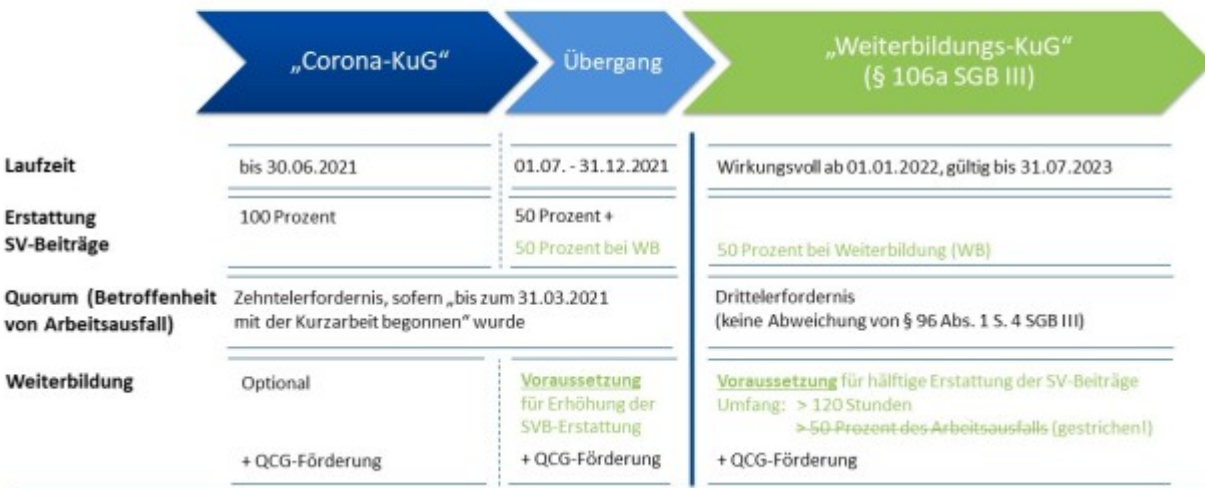 „Corona-KuG“
Übergang
„Weiterbildungs-KuG“
(§ 106a SGB III)
Laufzeit
bis 30.06.2021
01.07. - 31.12.2021
Wirkungsvoll ab 01.01.2022, gültig bis 31.07.2023
Erstattung
SV-Beiträge
100 Prozent
50 Prozent +
50 Prozent bei WB
50 Prozent bei Weiterbildung (WB)
Quorum (Betroffenheit
von Arbeitsausfall)
Zehntelerfordernis, sofern „bis zum 31.03.2021
mit der Kurzarbeit begonnen“ wurde
Drittelerfordernis
(keine Abweichung von § 96 Abs. 1 S. 4 SGB III)
Weiterbildung
Optional
+ QCG-Förderung
Voraussetzung
für Erhöhung der
SVB-Erstattung
+ QCG-Förderung
Voraussetzung für hälftige Erstattung der SV-Beiträge
Umfang: > 120 Stunden
> 50 Prozent des Arbeitsausfalls (gestrichen!)
+ QCG-Förderung